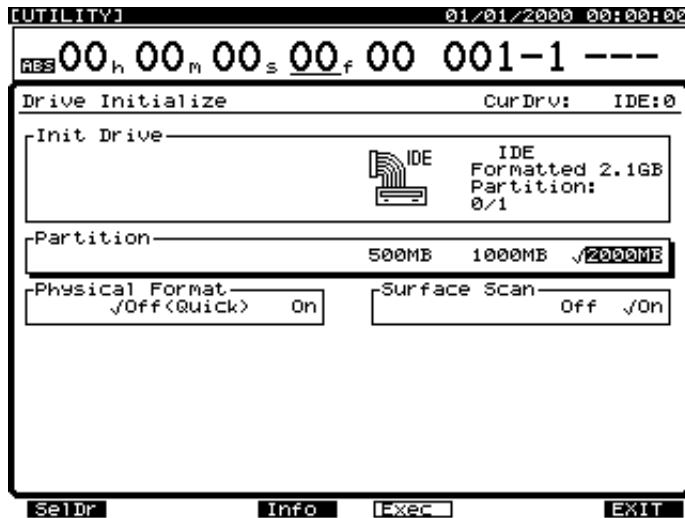 [UTILITY] 01/01/2000 00:00:00
ABS 00h 00m 00s 00f 00 001-1 ---
Drive Initialize CurDrv: IDE:0
Init Drive
IDE IDE
Formatted 2.1GB
Partition:
0/1
Partition
500MB 1000MB √2000MB
Physical Format Surface Scan
√Off(Quick) On Off √On
SelDr Info Exec EXIT